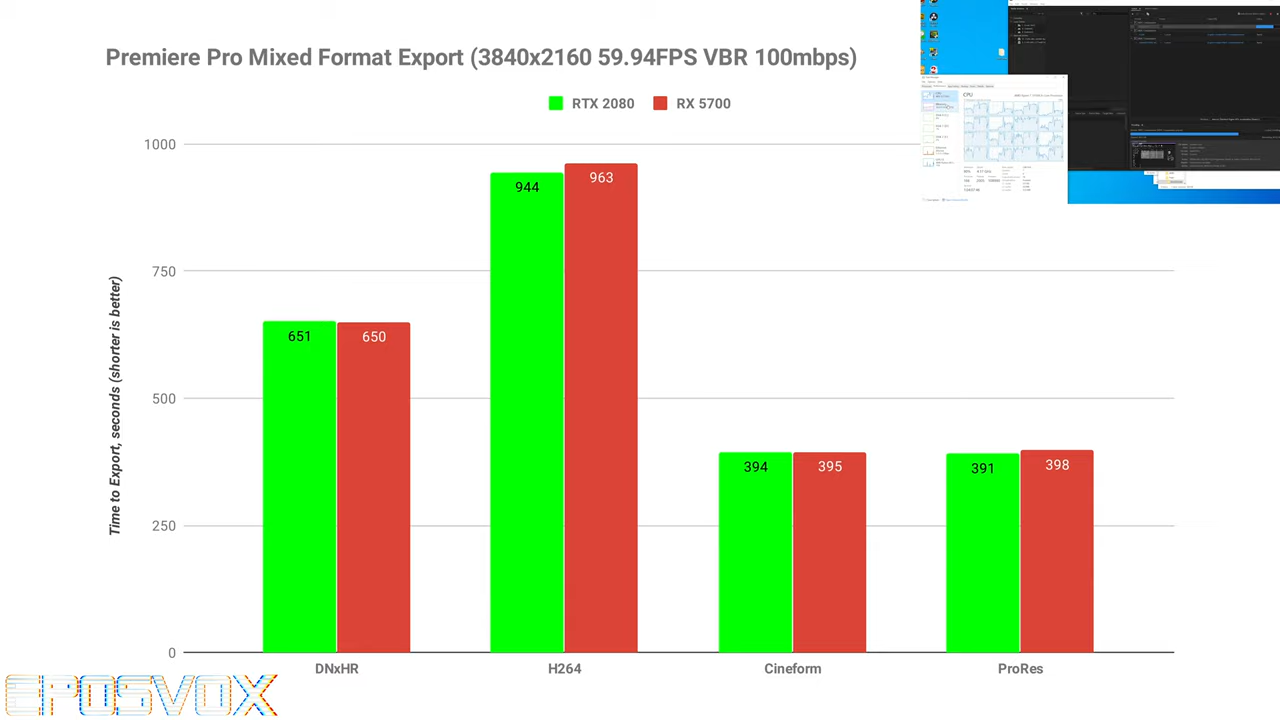 Premiere Pro Mixed Format Export (3840x2160 59.94FPS VBR 100mbps)
RTX 2080 RX 5700
Time to Export, seconds (shorter is better)
1000
750
500
250
0
651 650
944 963
394 395
391 398
DNxHR H264 Cineform ProRes
EPOSVOX
CPU